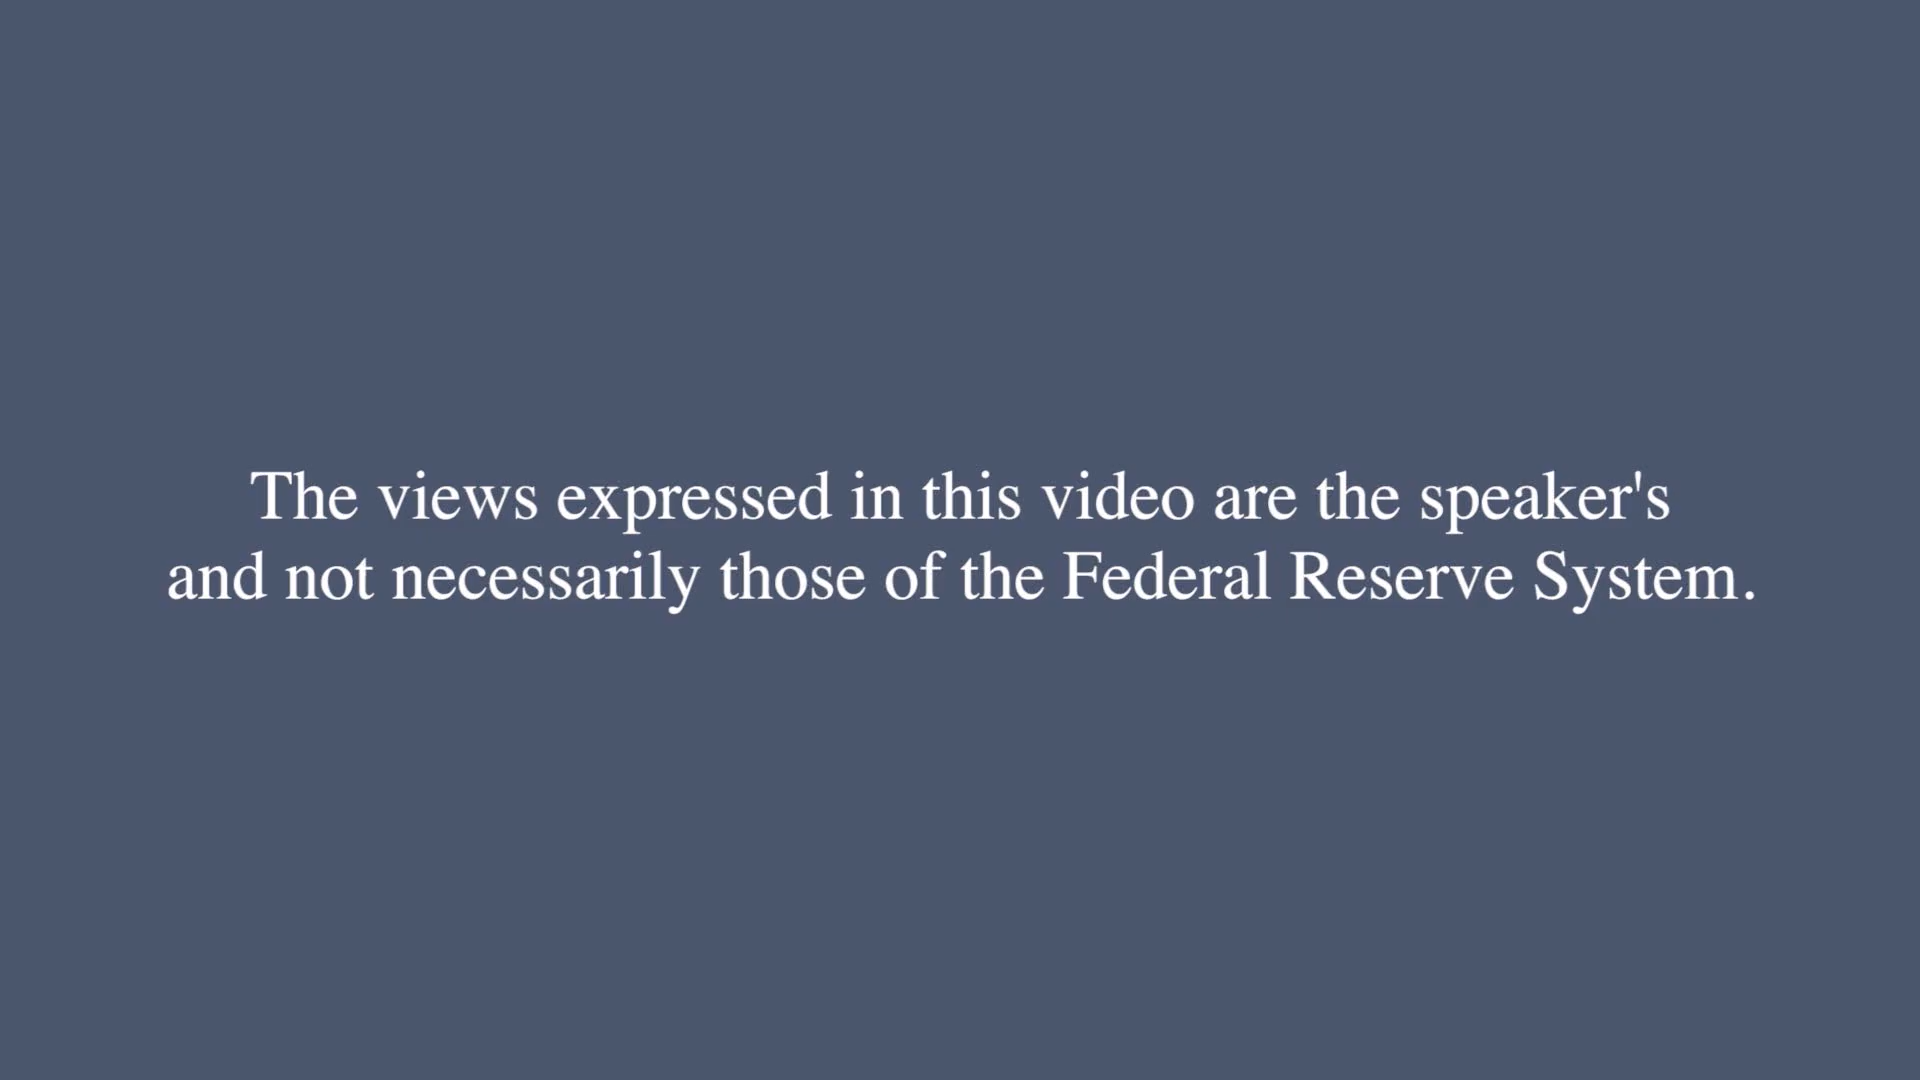 The views expressed in this video are the speaker's
and not necessarily those of the Federal Reserve System.